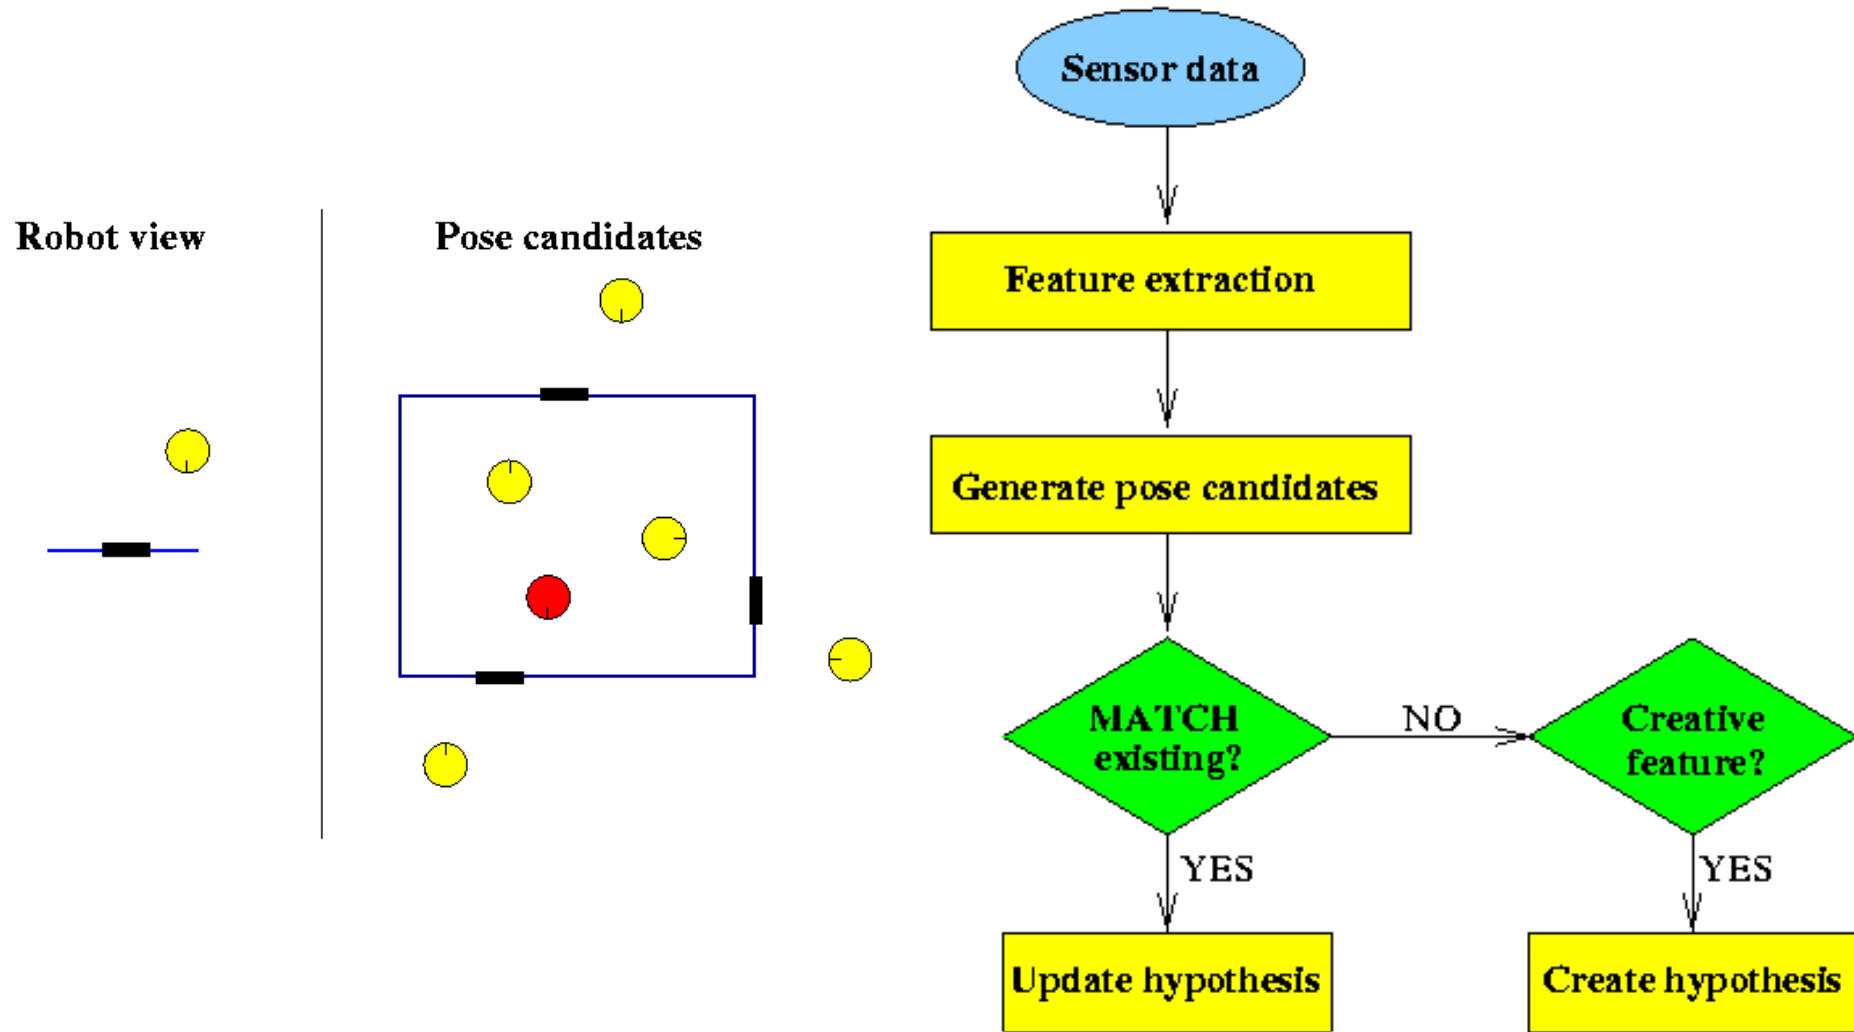 Robot view
Pose candidates
Sensor data
Feature extraction
Generate pose candidates
MATCH
existing?
NO
Creative
feature?
YES
YES
Update hypothesis
Create hypothesis